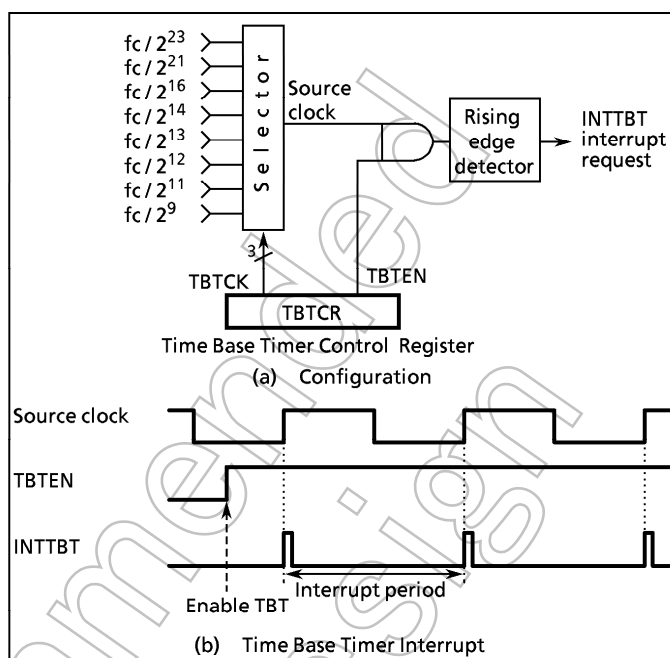 fc / 2^23
fc / 2^21
fc / 2^16
fc / 2^14
fc / 2^13
fc / 2^12
fc / 2^11
fc / 2^9
Selector
Source
clock
Rising
edge
detector
INTTBT
interrupt
request
3
TBTCK
TBTEN
TBTCR
Time Base Timer Control Register
(a) Configuration
Source clock
TBTEN
INTTBT
Enable TBT
Interrupt period
(b) Time Base Timer Interrupt
mmended
esign